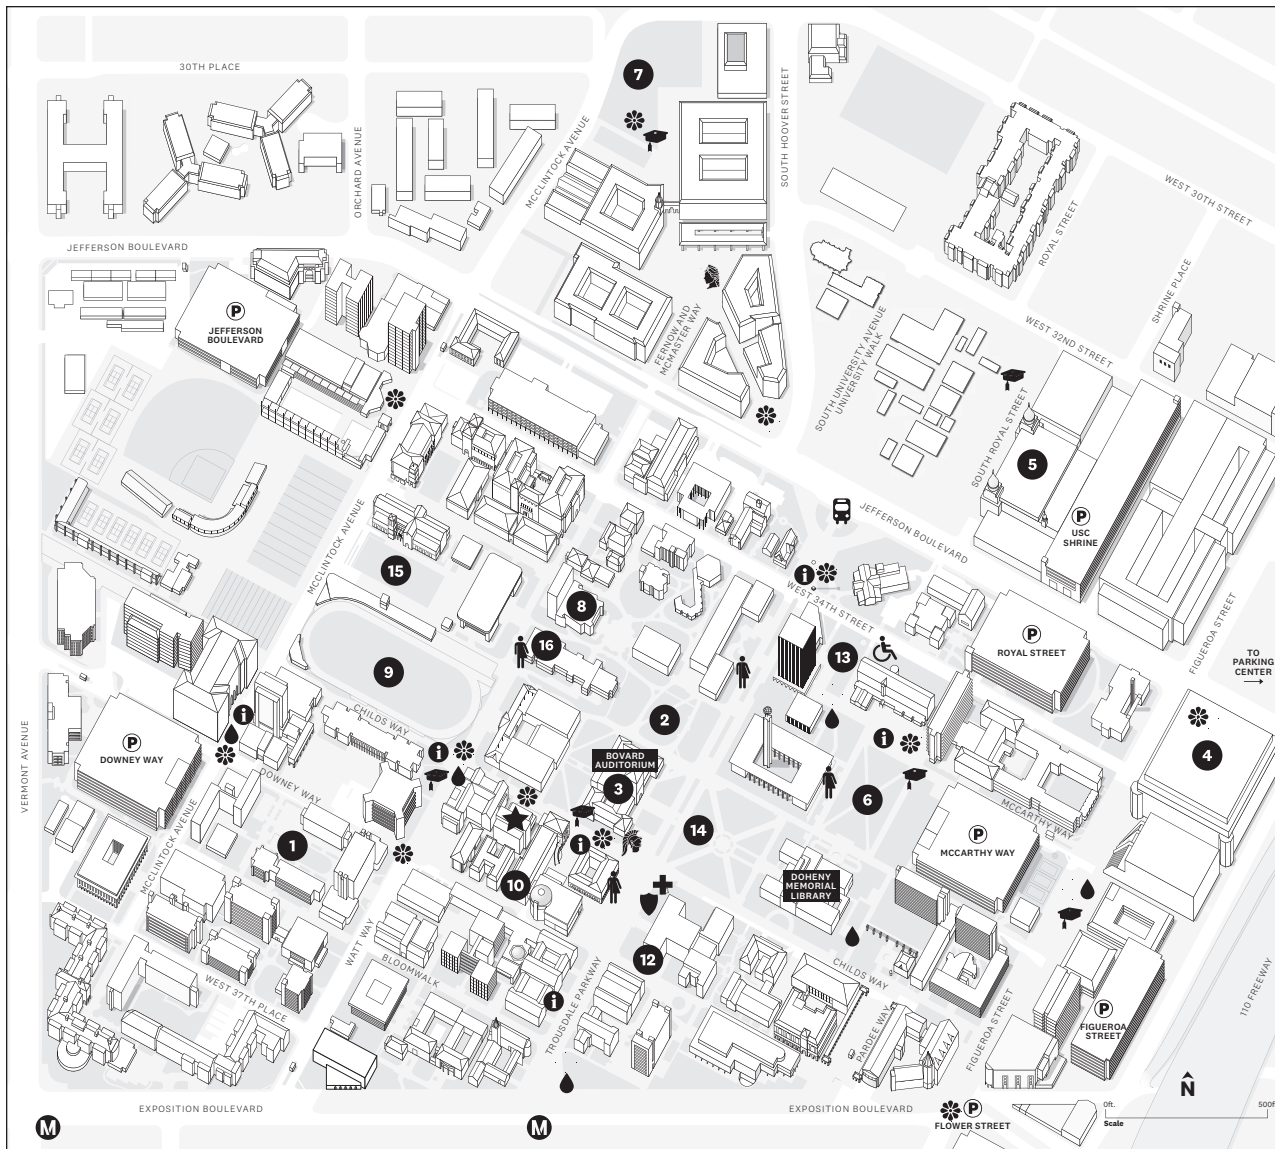 30TH PLACE
7
SOUTH HOOVER STREET
MCCLINTOCK AVENUE
ORCHARD AVENUE
WEST 30TH STREET
ROYAL STREET
JEFFERSON BOULEVARD
SHRINE PLACE
P
JEFFERSON
BOULEVARD
FERNOW AND
MCMASTER WAY
WEST 32ND STREET
SOUTH UNIVERSITY AVENUE
UNIVERSITY WALK
SOUTH ROYAL STREET
5
P
USC
SHRINE
JEFFERSON BOULEVARD
MCCLINTOCK AVENUE
15
i
WEST 34TH STREET
8
FIGUEROA STREET
P
ROYAL STREET
16
13
TO
PARKING
CENTER
9
i
2
CHILDS WAY
i
i
4
VERMONT AVENUE
P
DOWNEY WAY
BOVARD
AUDITORIUM
3
DOWNEY WAY
6
MCCARTHY WAY
MCCLINTOCK AVENUE
1
i
14
P
MCCARTHY WAY
10
DOHENY
MEMORIAL
LIBRARY
WATT WAY
BLOOMWALK
12
CHILDS WAY
WEST 37TH PLACE
i
TROUSDALE PARKWAY
PARDEE WAY
FIGUEROA STREET
P
FIGUEROA
STREET
110 FREEWAY
N
EXPOSITION BOULEVARD
EXPOSITION BOULEVARD
P
FLOWER STREET
0ft.
500f
Scale
M
M